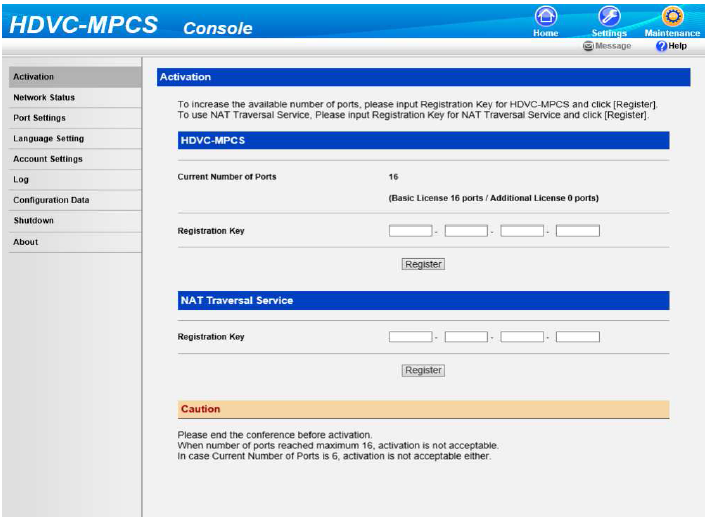 HDVC-MPCS Console
Home Settings Maintenance
Message Help
Activation
Network Status
Port Settings
Language Setting
Account Settings
Log
Configuration Data
Shutdown
About
Activation
To increase the available number of ports, please input Registration Key for HDVC-MPCS and click [Register].
To use NAT Traversal Service, Please input Registration Key for NAT Traversal Service and click [Register].
HDVC-MPCS
Current Number of Ports 16
(Basic License 16 ports / Additional License 0 ports)
Registration Key - - -
Register
NAT Traversal Service
Registration Key - - -
Register
Caution
Please end the conference before activation.
When number of ports reached maximum 16, activation is not acceptable.
In case Current Number of Ports is 6, activation is not acceptable either.